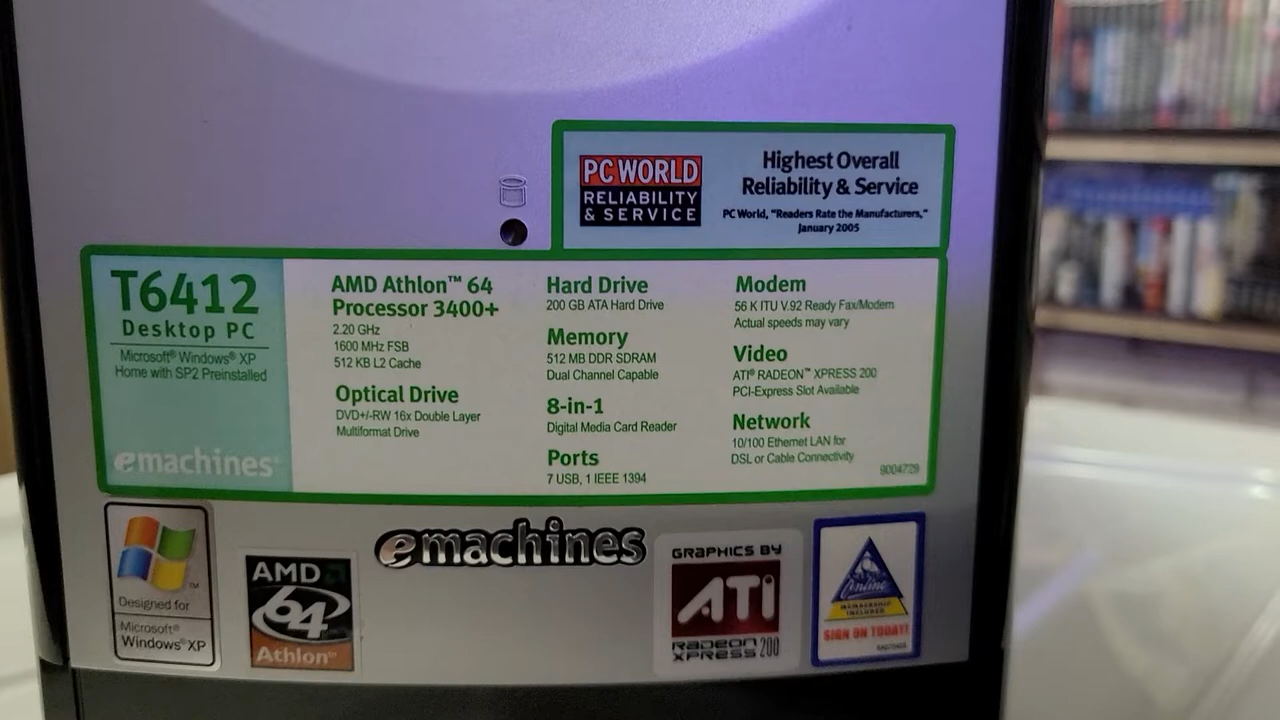 PC WORLD
RELIABILITY
& SERVICE
Highest Overall
Reliability & Service
PC World, "Readers Rate the Manufacturers,"
January 2005
T6412
Desktop PC
Microsoft® Windows® XP
Home with SP2 Preinstalled
emachines®
AMD Athlon™ 64
Processor 3400+
2.20 GHz
1600 MHz FSB
512 KB L2 Cache
Optical Drive
DVD+/-RW 16x Double Layer
Multiformat Drive
Hard Drive
200 GB ATA Hard Drive
Memory
512 MB DDR SDRAM
Dual Channel Capable
8-in-1
Digital Media Card Reader
Ports
7 USB, 1 IEEE 1394
Modem
56 K ITU V.92 Ready Fax/Modem
Actual speeds may vary
Video
ATI® RADEON™ XPRESS 200
PCI-Express Slot Available
Network
10/100 Ethernet LAN for
DSL or Cable Connectivity
9004729
™
Designed for
Microsoft®
Windows® XP
AMD
64
Athlon™
emachines
GRAPHICS BY
ATI
RADEON
XPRESS 200
Online
MEMBERSHIP
INCLUDED
SIGN ON TODAY!